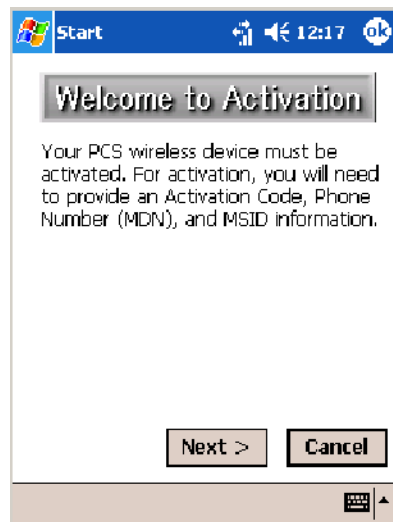 Start 12:17 ok
Welcome to Activation
Your PCS wireless device must be
activated. For activation, you will need
to provide an Activation Code, Phone
Number (MDN), and MSID information.
Next > Cancel